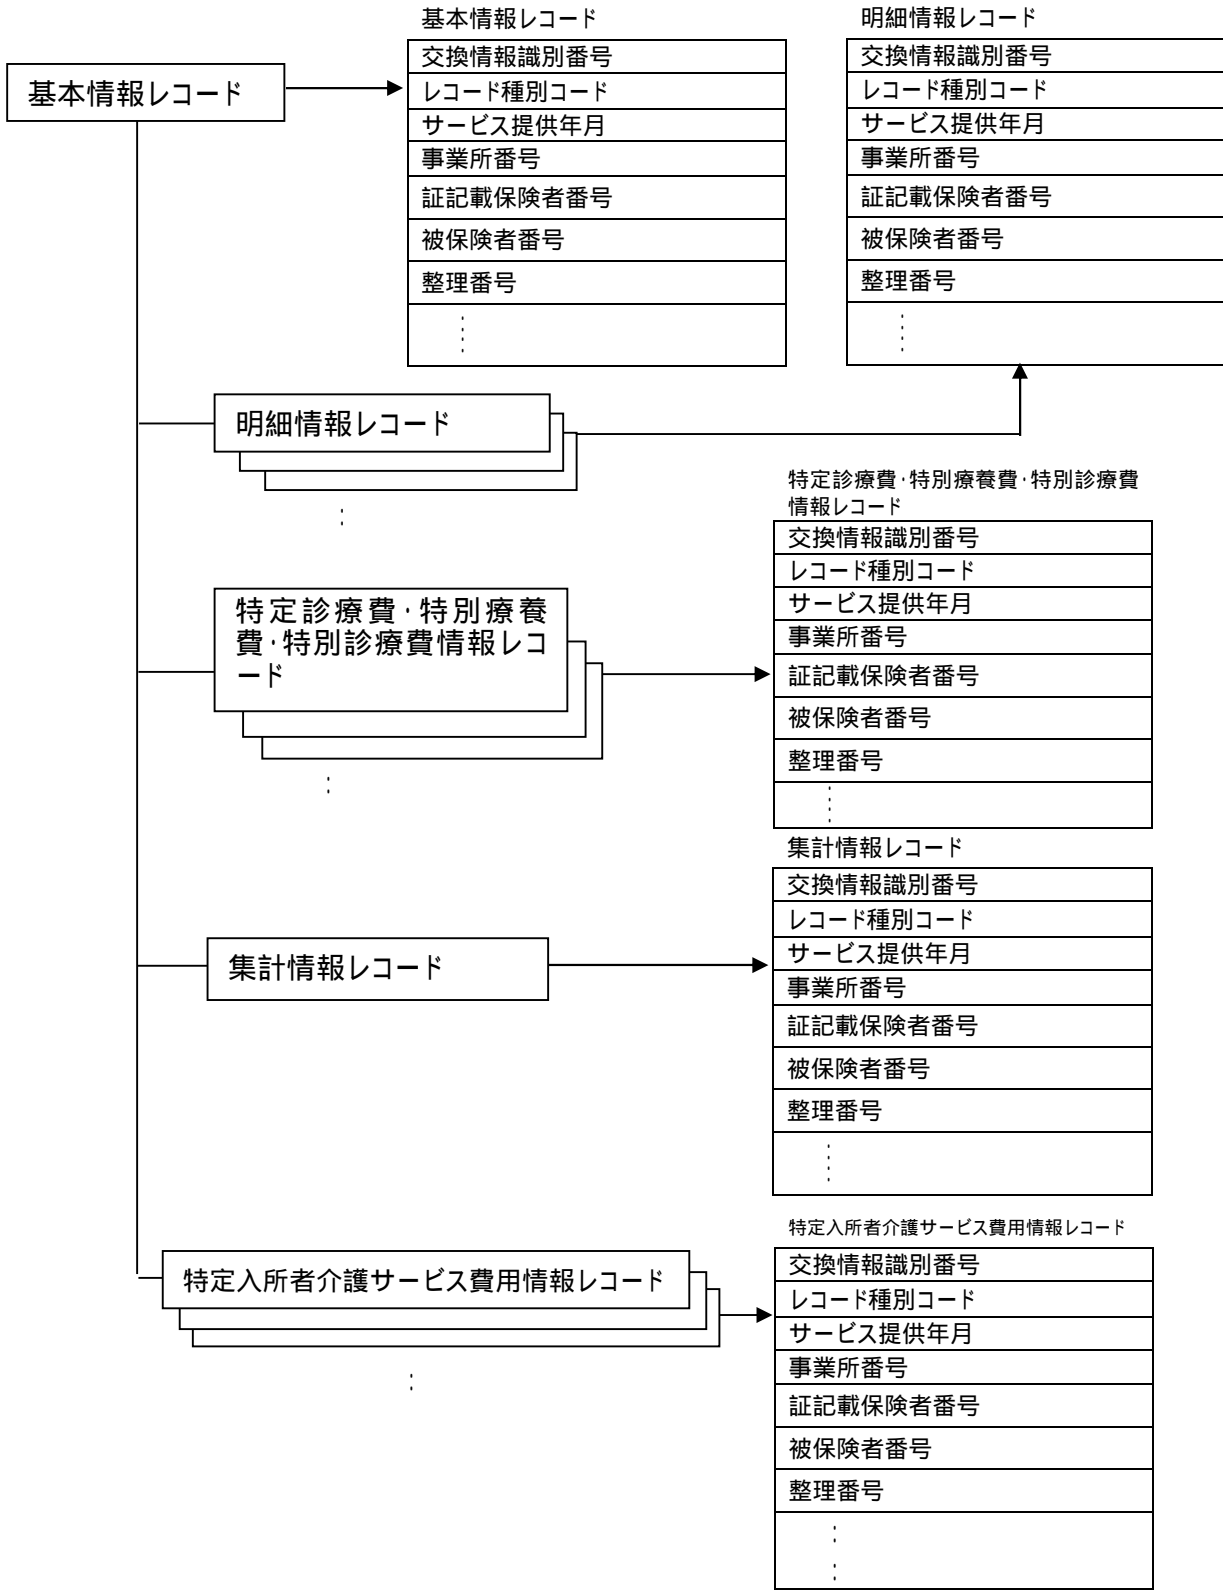 基本情報レコード
基本情報レコード
交換情報識別番号
レコード種別コード
サービス提供年月
事業所番号
証記載保険者番号
被保険者番号
整理番号
明細情報レコード
交換情報識別番号
レコード種別コード
サービス提供年月
事業所番号
証記載保険者番号
被保険者番号
整理番号
明細情報レコード
特定診療費・特別療養
費・特別診療費情報レコ
ード
特定診療費・特別療養費・特別診療費
情報レコード
交換情報識別番号
レコード種別コード
サービス提供年月
事業所番号
証記載保険者番号
被保険者番号
整理番号
集計情報レコード
集計情報レコード
交換情報識別番号
レコード種別コード
サービス提供年月
事業所番号
証記載保険者番号
被保険者番号
整理番号
特定入所者介護サービス費用情報レコード
特定入所者介護サービス費用情報レコード
交換情報識別番号
レコード種別コード
サービス提供年月
事業所番号
証記載保険者番号
被保険者番号
整理番号